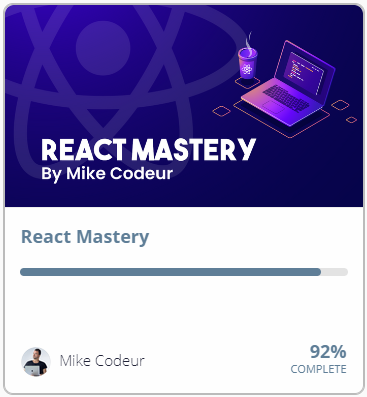 REACT MASTERY
By Mike Codeur
React Mastery
Mike Codeur
92%
COMPLETE